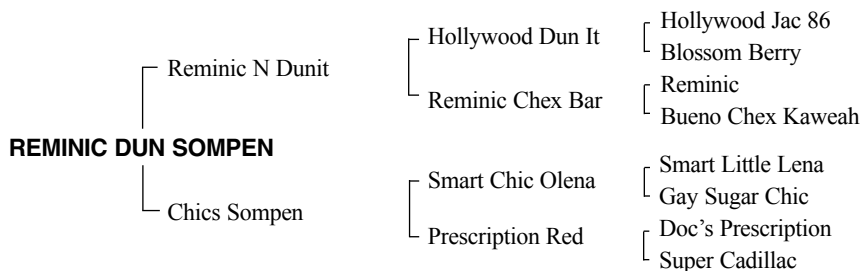 Hollywood Jac 86
Hollywood Dun It
Blossom Berry
Reminic N Dunit
Reminic
Reminic Chex Bar
Bueno Chex Kaweah
REMINIC DUN SOMPEN
Smart Little Lena
Smart Chic Olena
Gay Sugar Chic
Chics Sompen
Doc’s Prescription
Prescription Red
Super Cadillac